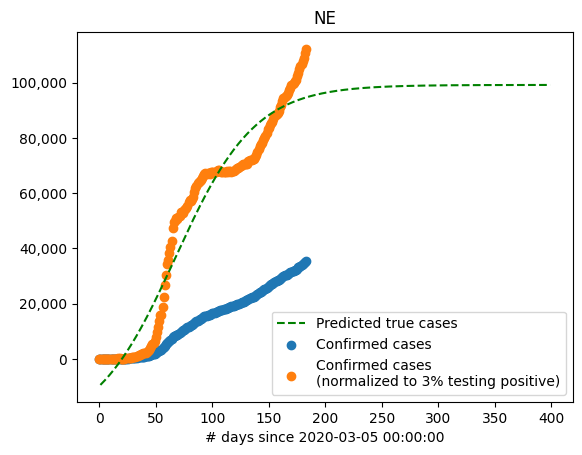 NE
100,000
80,000
60,000
40,000
20,000
0
Predicted true cases
Confirmed cases
Confirmed cases
(normalized to 3% testing positive)
0 50 100 150 200 250 300 350 400
# days since 2020-03-05 00:00:00